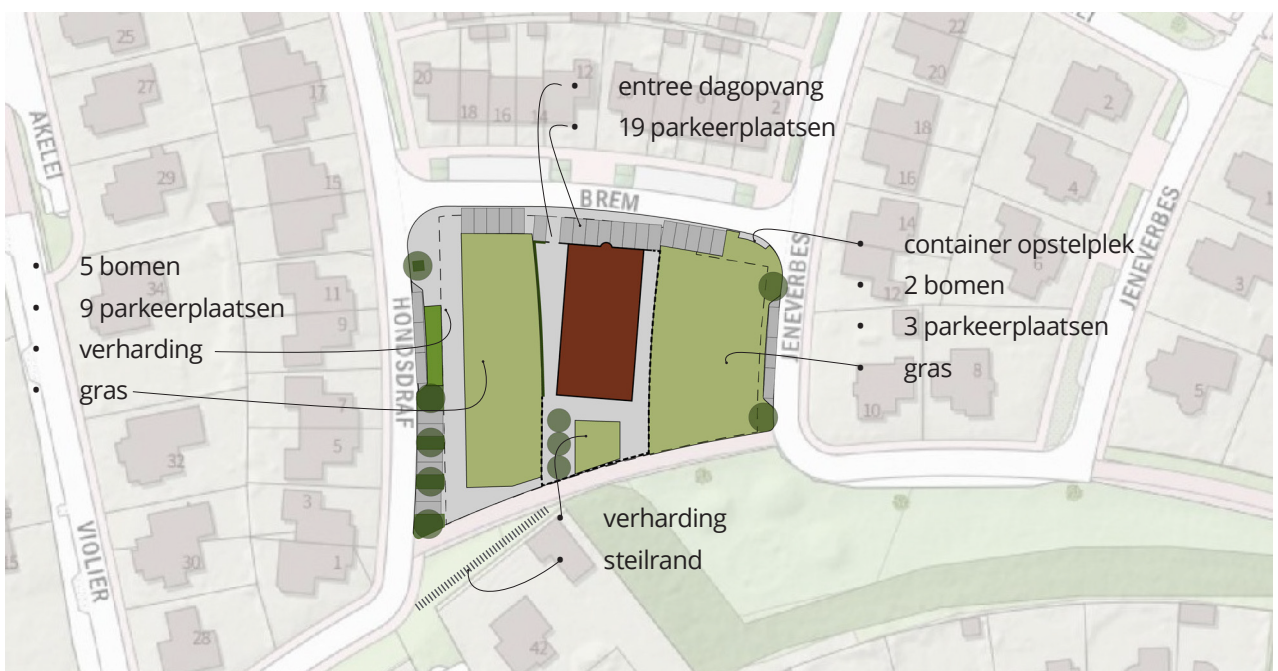 entree dagopvang
19 parkeerplaatsen
5 bomen
9 parkeerplaatsen
verharding
gras
container opstelplek
2 bomen
3 parkeerplaatsen
gras
verharding
steilrand
AKELEI
VIOLIER
HONDSDRAF
BREM
JENEVERBES
JENEVERBES
25
27
29
34
32
30
28
17
15
11
9
7
5
3
1
20
18
16
14
12
6
2
22
20
18
16
14
12
10
8
6
4
2
3
5
1
42